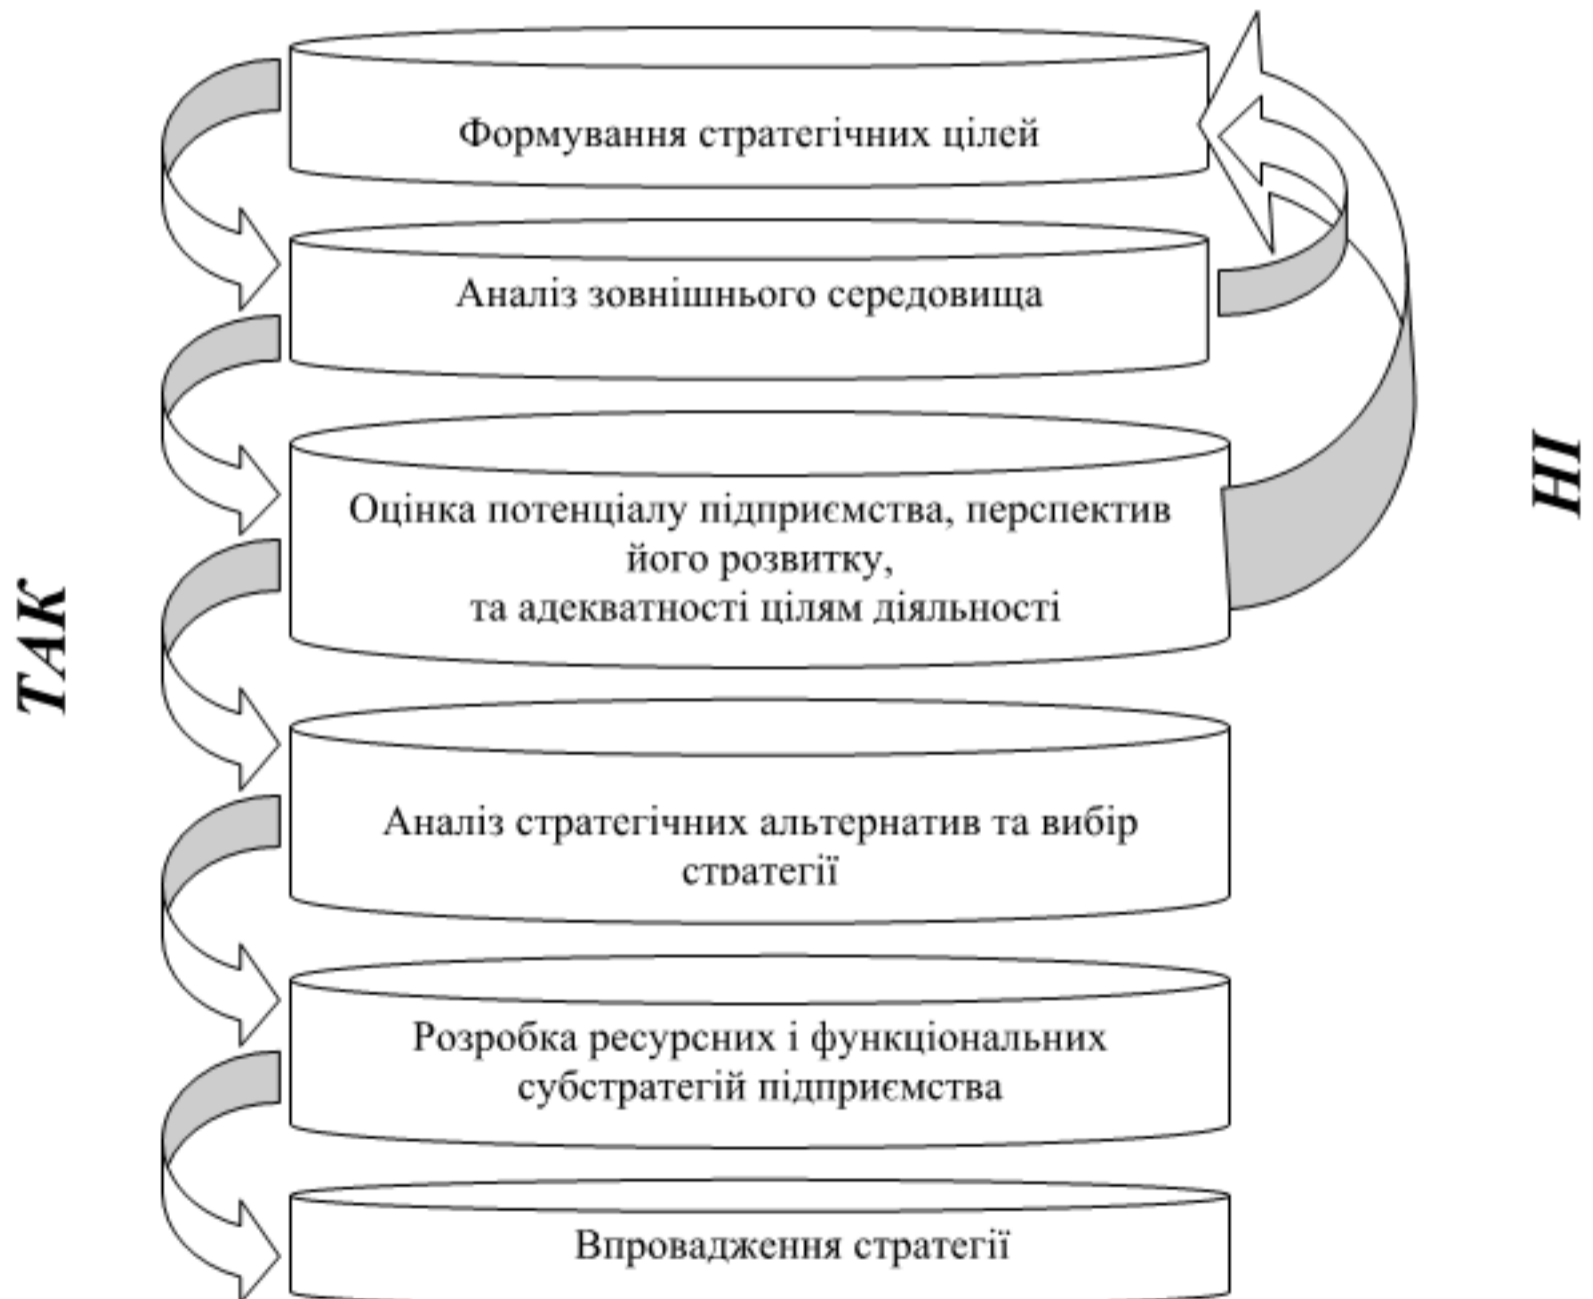 Формування стратегічних цілей
Аналіз зовнішнього середовища
Оцінка потенціалу підприємства, перспектив
його розвитку,
та адекватності цілям діяльності
Аналіз стратегічних альтернатив та вибір
стратегії
Розробка ресурсних і функціональних
субстратегій підприємства
Впровадження стратегії
ТАК
НІ